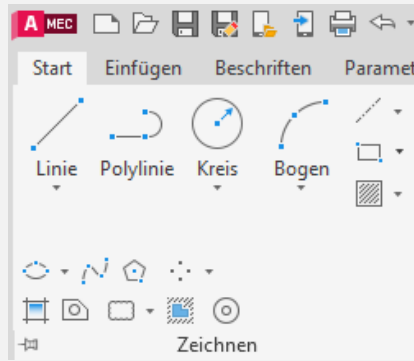 A MEC
Start Einfügen Beschriften Paramet
Linie Polylinie Kreis Bogen
Zeichnen